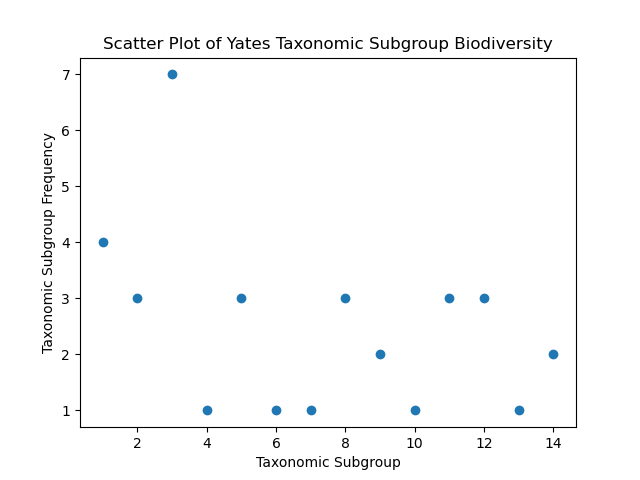 Scatter Plot of Yates Taxonomic Subgroup Biodiversity
7
6
5
4
3
2
1
Taxonomic Subgroup Frequency
2 4 6 8 10 12 14
Taxonomic Subgroup